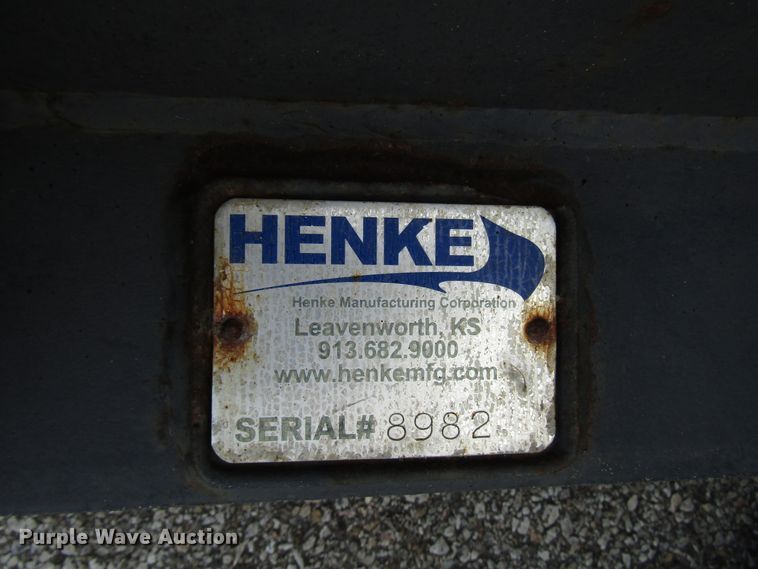 HENKE
Henke Manufacturing Corporation
Leavenworth, KS
913.682.9000
www.henkemfg.com
SERIAL# 8982
Purple Wave Auction